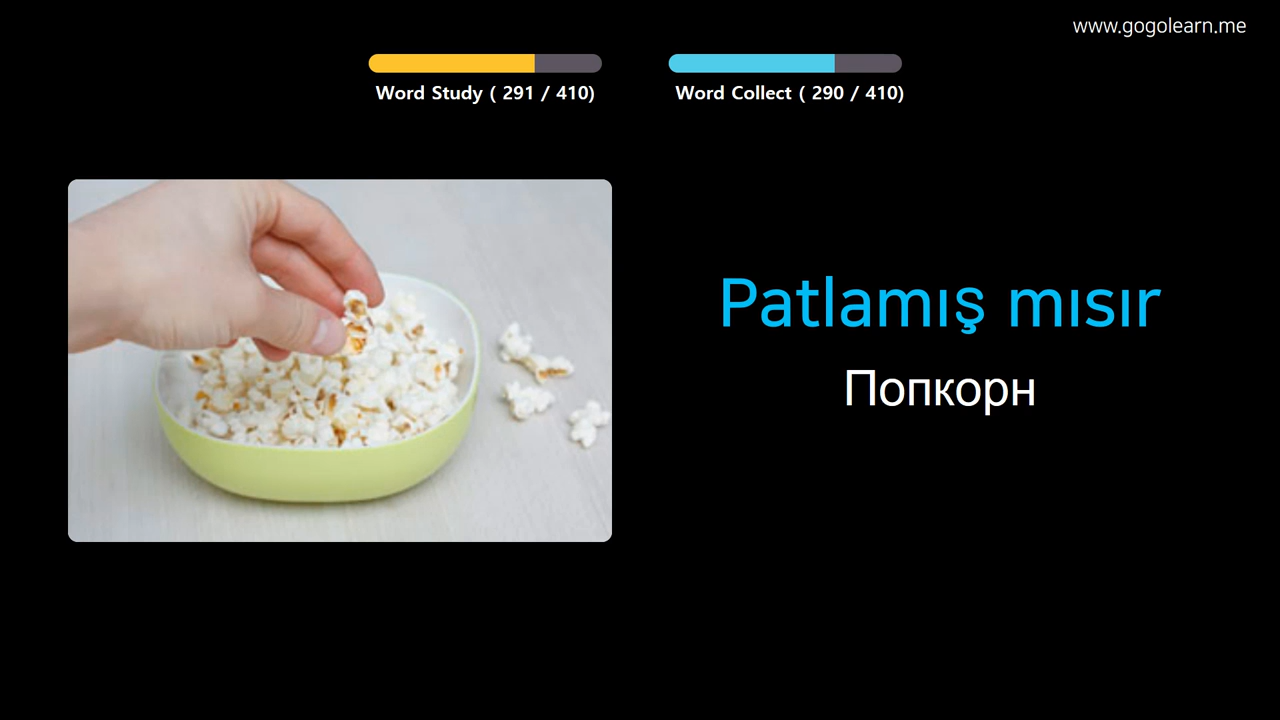 www.gogolearn.me
Word Study ( 291 / 410)
Word Collect ( 290 / 410)
Patlamış mısır
Попкорн